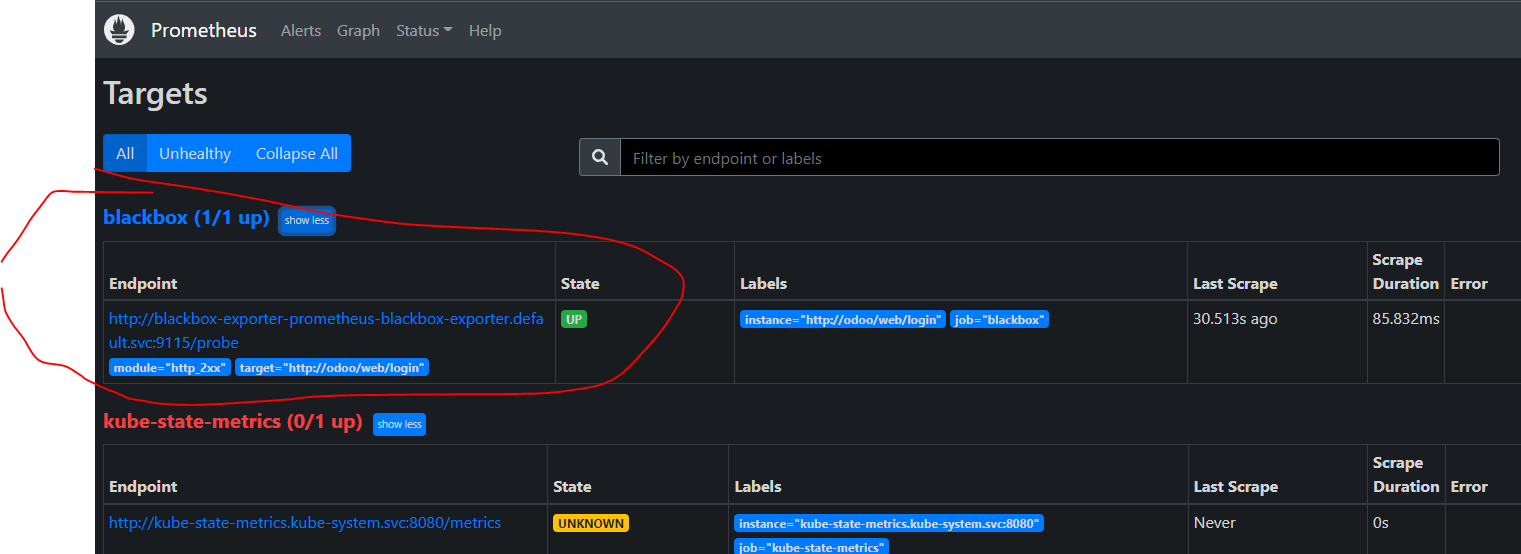 Prometheus Alerts Graph Status Help
Targets
All Unhealthy Collapse All
Filter by endpoint or labels
blackbox (1/1 up) show less
Endpoint State Labels Last Scrape Scrape Duration Error
http://blackbox-exporter-prometheus-blackbox-exporter.defa
ult.svc:9115/probe
module="http_2xx" target="http://odoo/web/login"
UP
instance="http://odoo/web/login" job="blackbox"
30.513s ago
85.832ms
kube-state-metrics (0/1 up) show less
Endpoint State Labels Last Scrape Scrape Duration Error
http://kube-state-metrics.kube-system.svc:8080/metrics
UNKNOWN
instance="kube-state-metrics.kube-system.svc:8080"
job="kube-state-metrics"
Never
0s